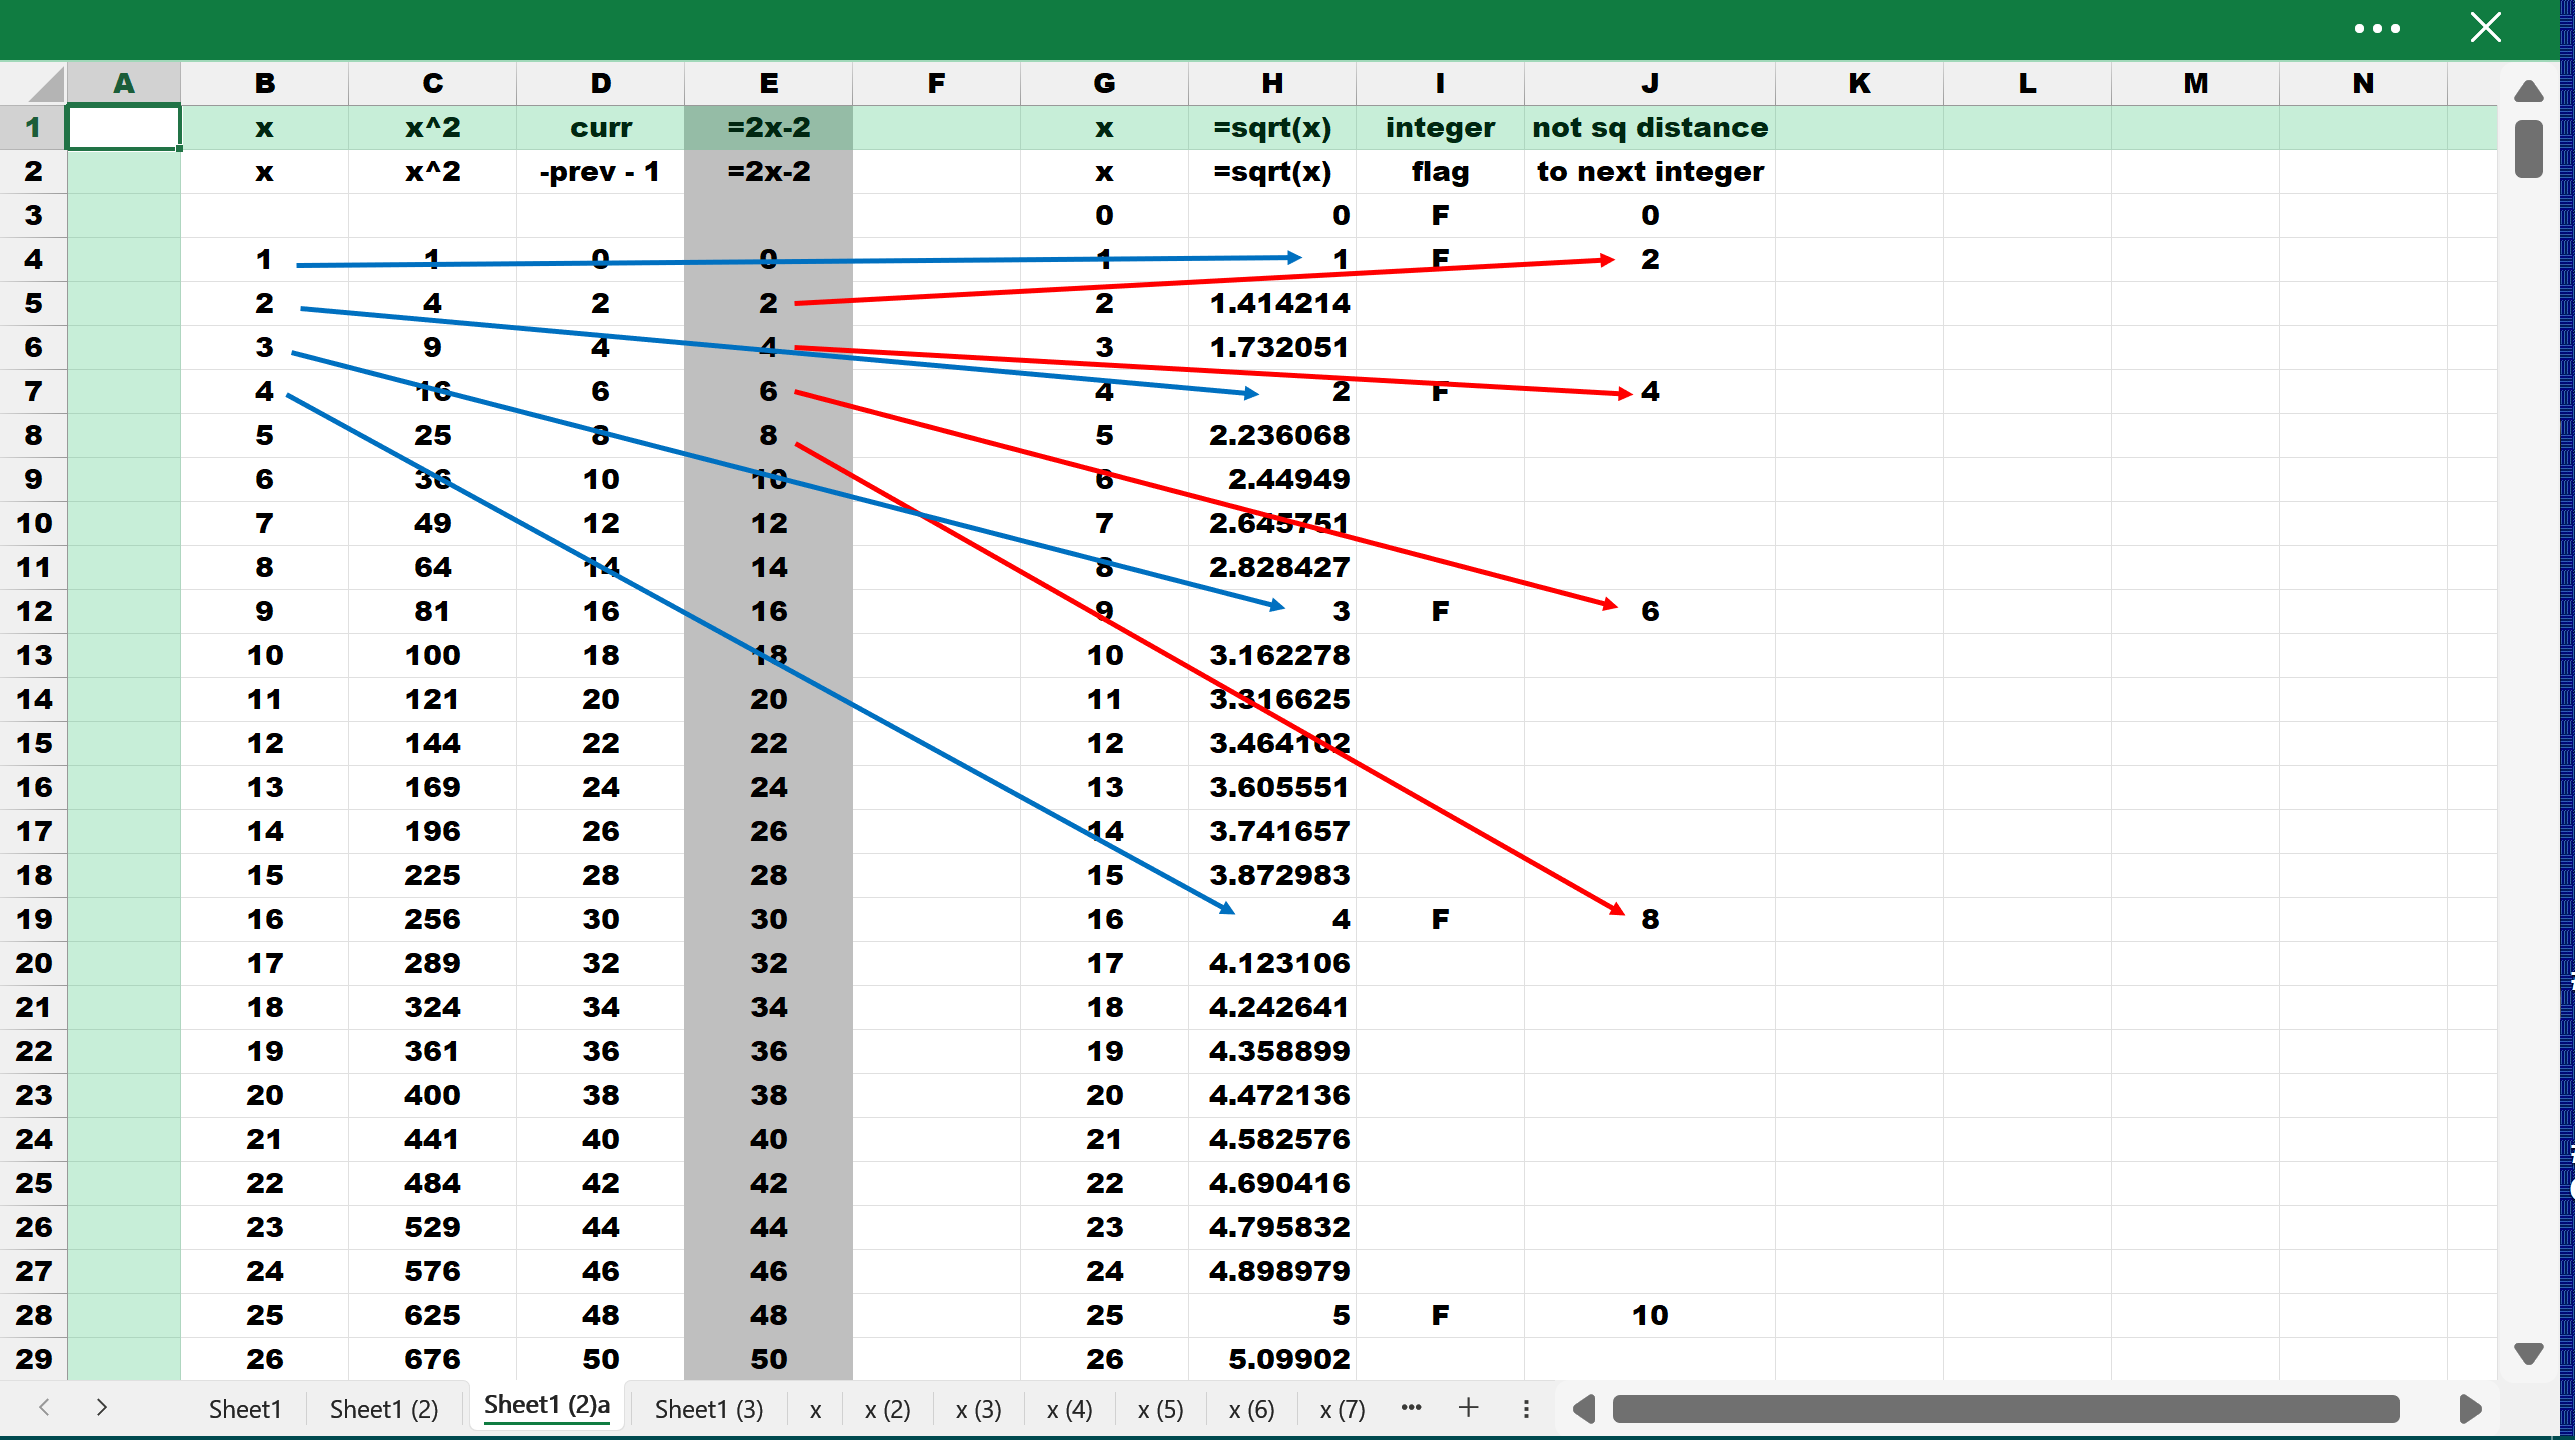 A B C D E F G H I J K L M N
1 x x^2 curr =2x-2 x =sqrt(x) integer not sq distance
2 x x^2 -prev - 1 =2x-2 x =sqrt(x) flag to next integer
3 0 0 F 0
4 1 1 0 0 1 1 F 2
5 2 4 2 2 2 1.414214
6 3 9 4 4 3 1.732051
7 4 16 6 6 4 2 F 4
8 5 25 8 8 5 2.236068
9 6 36 10 10 6 2.44949
10 7 49 12 12 7 2.645751
11 8 64 14 14 8 2.828427
12 9 81 16 16 9 3 F 6
13 10 100 18 18 10 3.162278
14 11 121 20 20 11 3.316625
15 12 144 22 22 12 3.464102
16 13 169 24 24 13 3.605551
17 14 196 26 26 14 3.741657
18 15 225 28 28 15 3.872983
19 16 256 30 30 16 4 F 8
20 17 289 32 32 17 4.123106
21 18 324 34 34 18 4.242641
22 19 361 36 36 19 4.358899
23 20 400 38 38 20 4.472136
24 21 441 40 40 21 4.582576
25 22 484 42 42 22 4.690416
26 23 529 44 44 23 4.795832
27 24 576 46 46 24 4.898979
28 25 625 48 48 25 5 F 10
29 26 676 50 50 26 5.09902
Sheet1 Sheet1 (2) Sheet1 (2)a Sheet1 (3) x x (2) x (3) x (4) x (5) x (6) x (7)